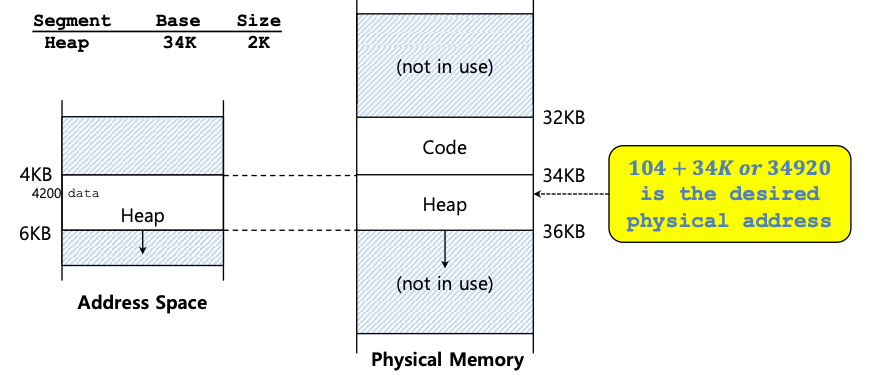 Segment Base Size
Heap 34K 2K
(not in use)
32KB
Code
4KB
34KB
4200 data
Heap
Heap
6KB
36KB
104 + 34K or 34920
is the desired
physical address
(not in use)
Address Space
Physical Memory